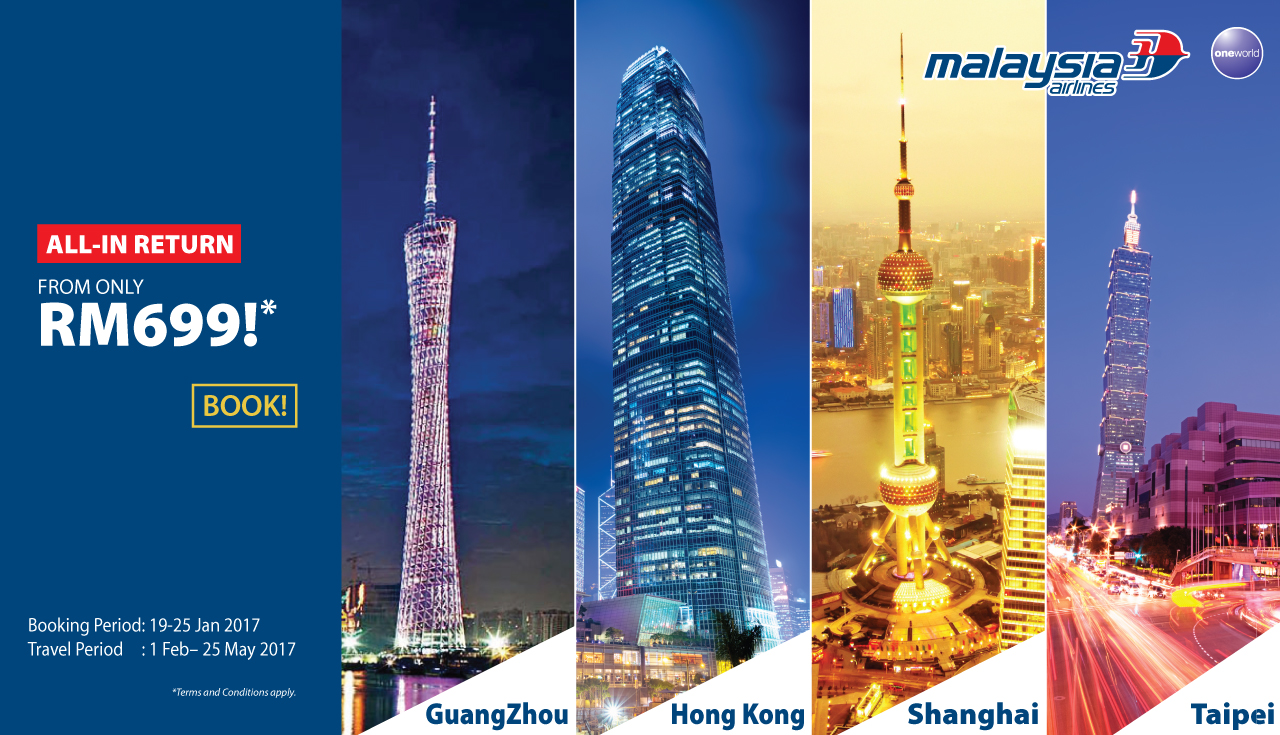 malaysia
airlines
oneworld
ALL-IN RETURN
FROM ONLY
RM699!*
BOOK!
Booking Period: 19-25 Jan 2017
Travel Period : 1 Feb– 25 May 2017
*Terms and Conditions apply.
GuangZhou
Hong Kong
Shanghai
Taipei